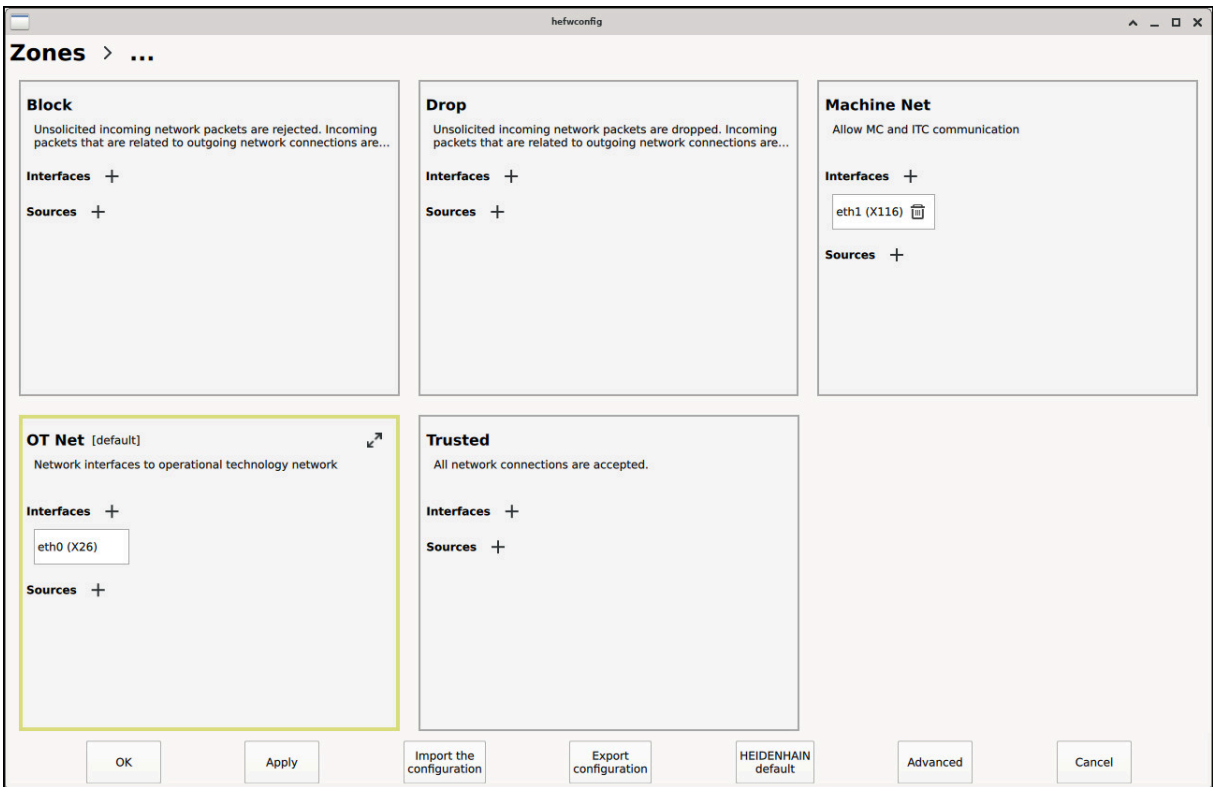 hefwconfig
Zones > ...
Block
Unsolicited incoming network packets are rejected. Incoming
packets that are related to outgoing network connections are...
Interfaces +
Sources +
Drop
Unsolicited incoming network packets are dropped. Incoming
packets that are related to outgoing network connections are...
Interfaces +
Sources +
Machine Net
Allow MC and ITC communication
Interfaces +
eth1 (X116)
Sources +
OT Net [default]
Network interfaces to operational technology network
Interfaces +
eth0 (X26)
Sources +
Trusted
All network connections are accepted.
Interfaces +
Sources +
OK
Apply
Import the
configuration
Export
configuration
HEIDENHAIN
default
Advanced
Cancel